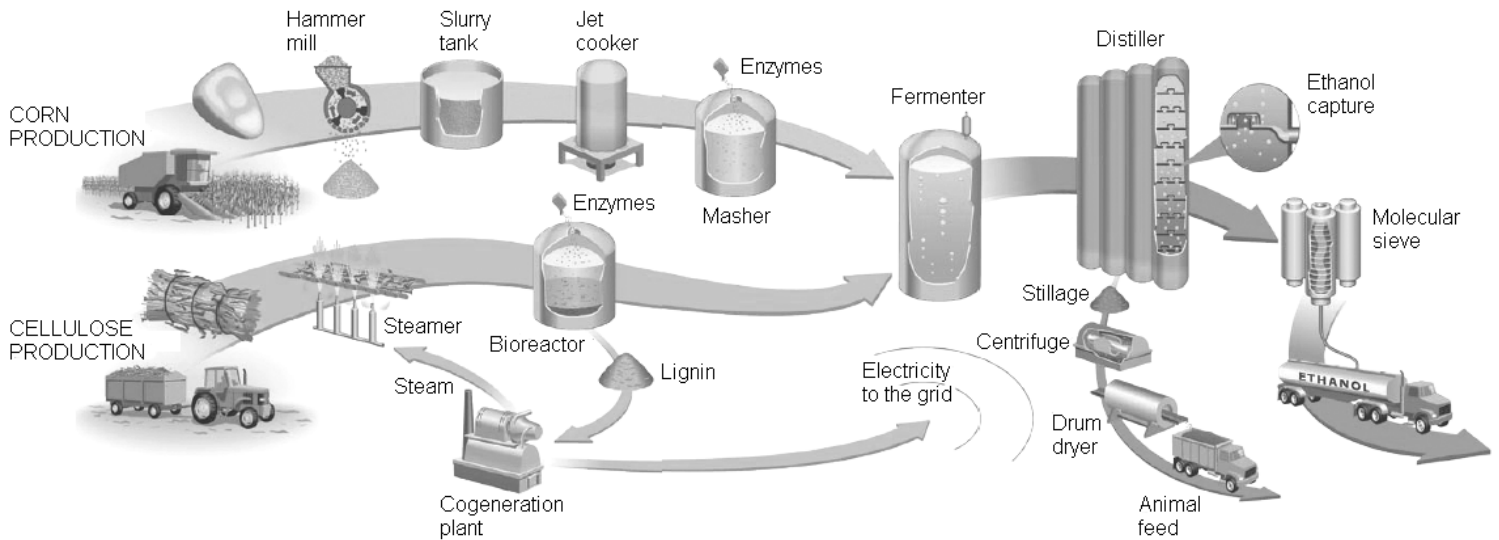 Hammer
mill
Slurry
tank
Jet
cooker
Enzymes
Masher
CORN
PRODUCTION
Fermenter
Distiller
Ethanol
capture
Molecular
sieve
CELLULOSE
PRODUCTION
Steamer
Enzymes
Bioreactor
Lignin
Steam
Cogeneration
plant
Electricity
to the grid
Stillage
Centrifuge
Drum
dryer
Animal
feed
ETHANOL